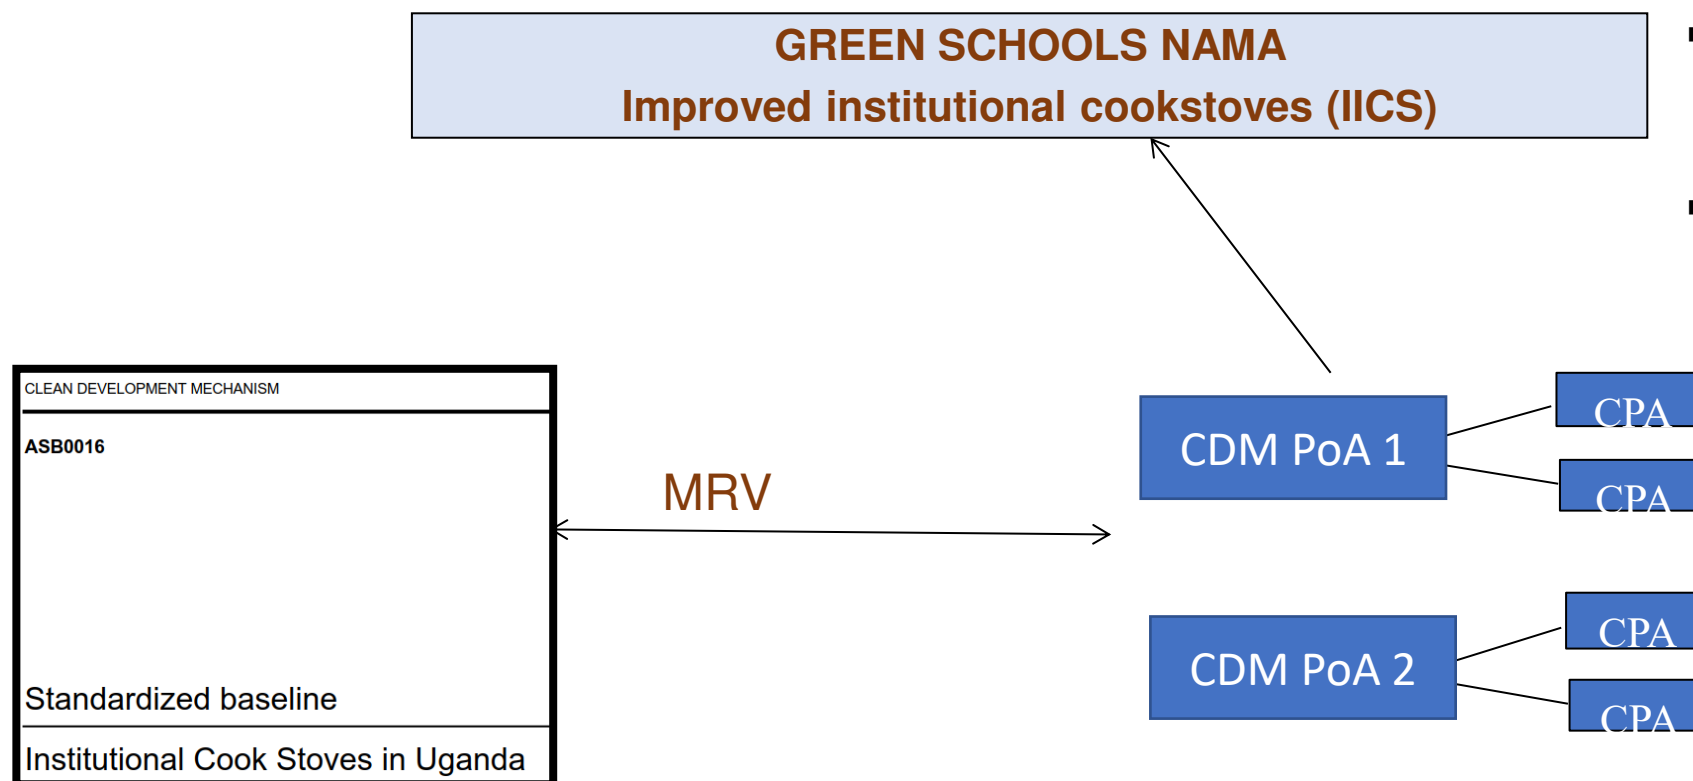 GREEN SCHOOLS NAMA
Improved institutional cookstoves (IICS)
CLEAN DEVELOPMENT MECHANISM
ASB0016
Standardized baseline
Institutional Cook Stoves in Uganda
MRV
CDM PoA 1
CPA
CPA
CDM PoA 2
CPA
CPA